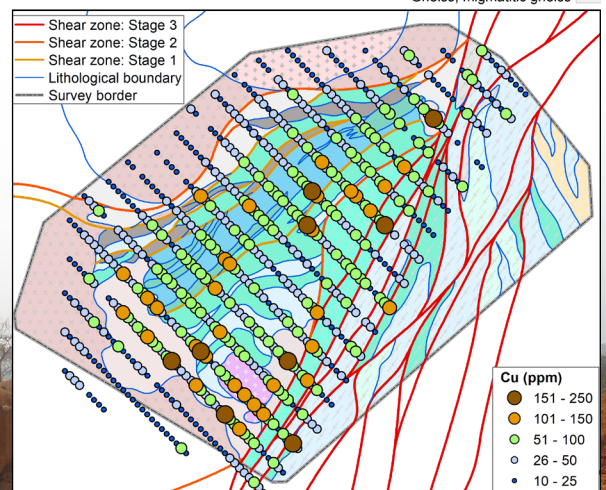 Gneiss, migmatitic gneiss
Shear zone: Stage 3
Shear zone: Stage 2
Shear zone: Stage 1
Lithological boundary
Survey border
Cu (ppm)
151 - 250
101 - 150
51 - 100
26 - 50
10 - 25